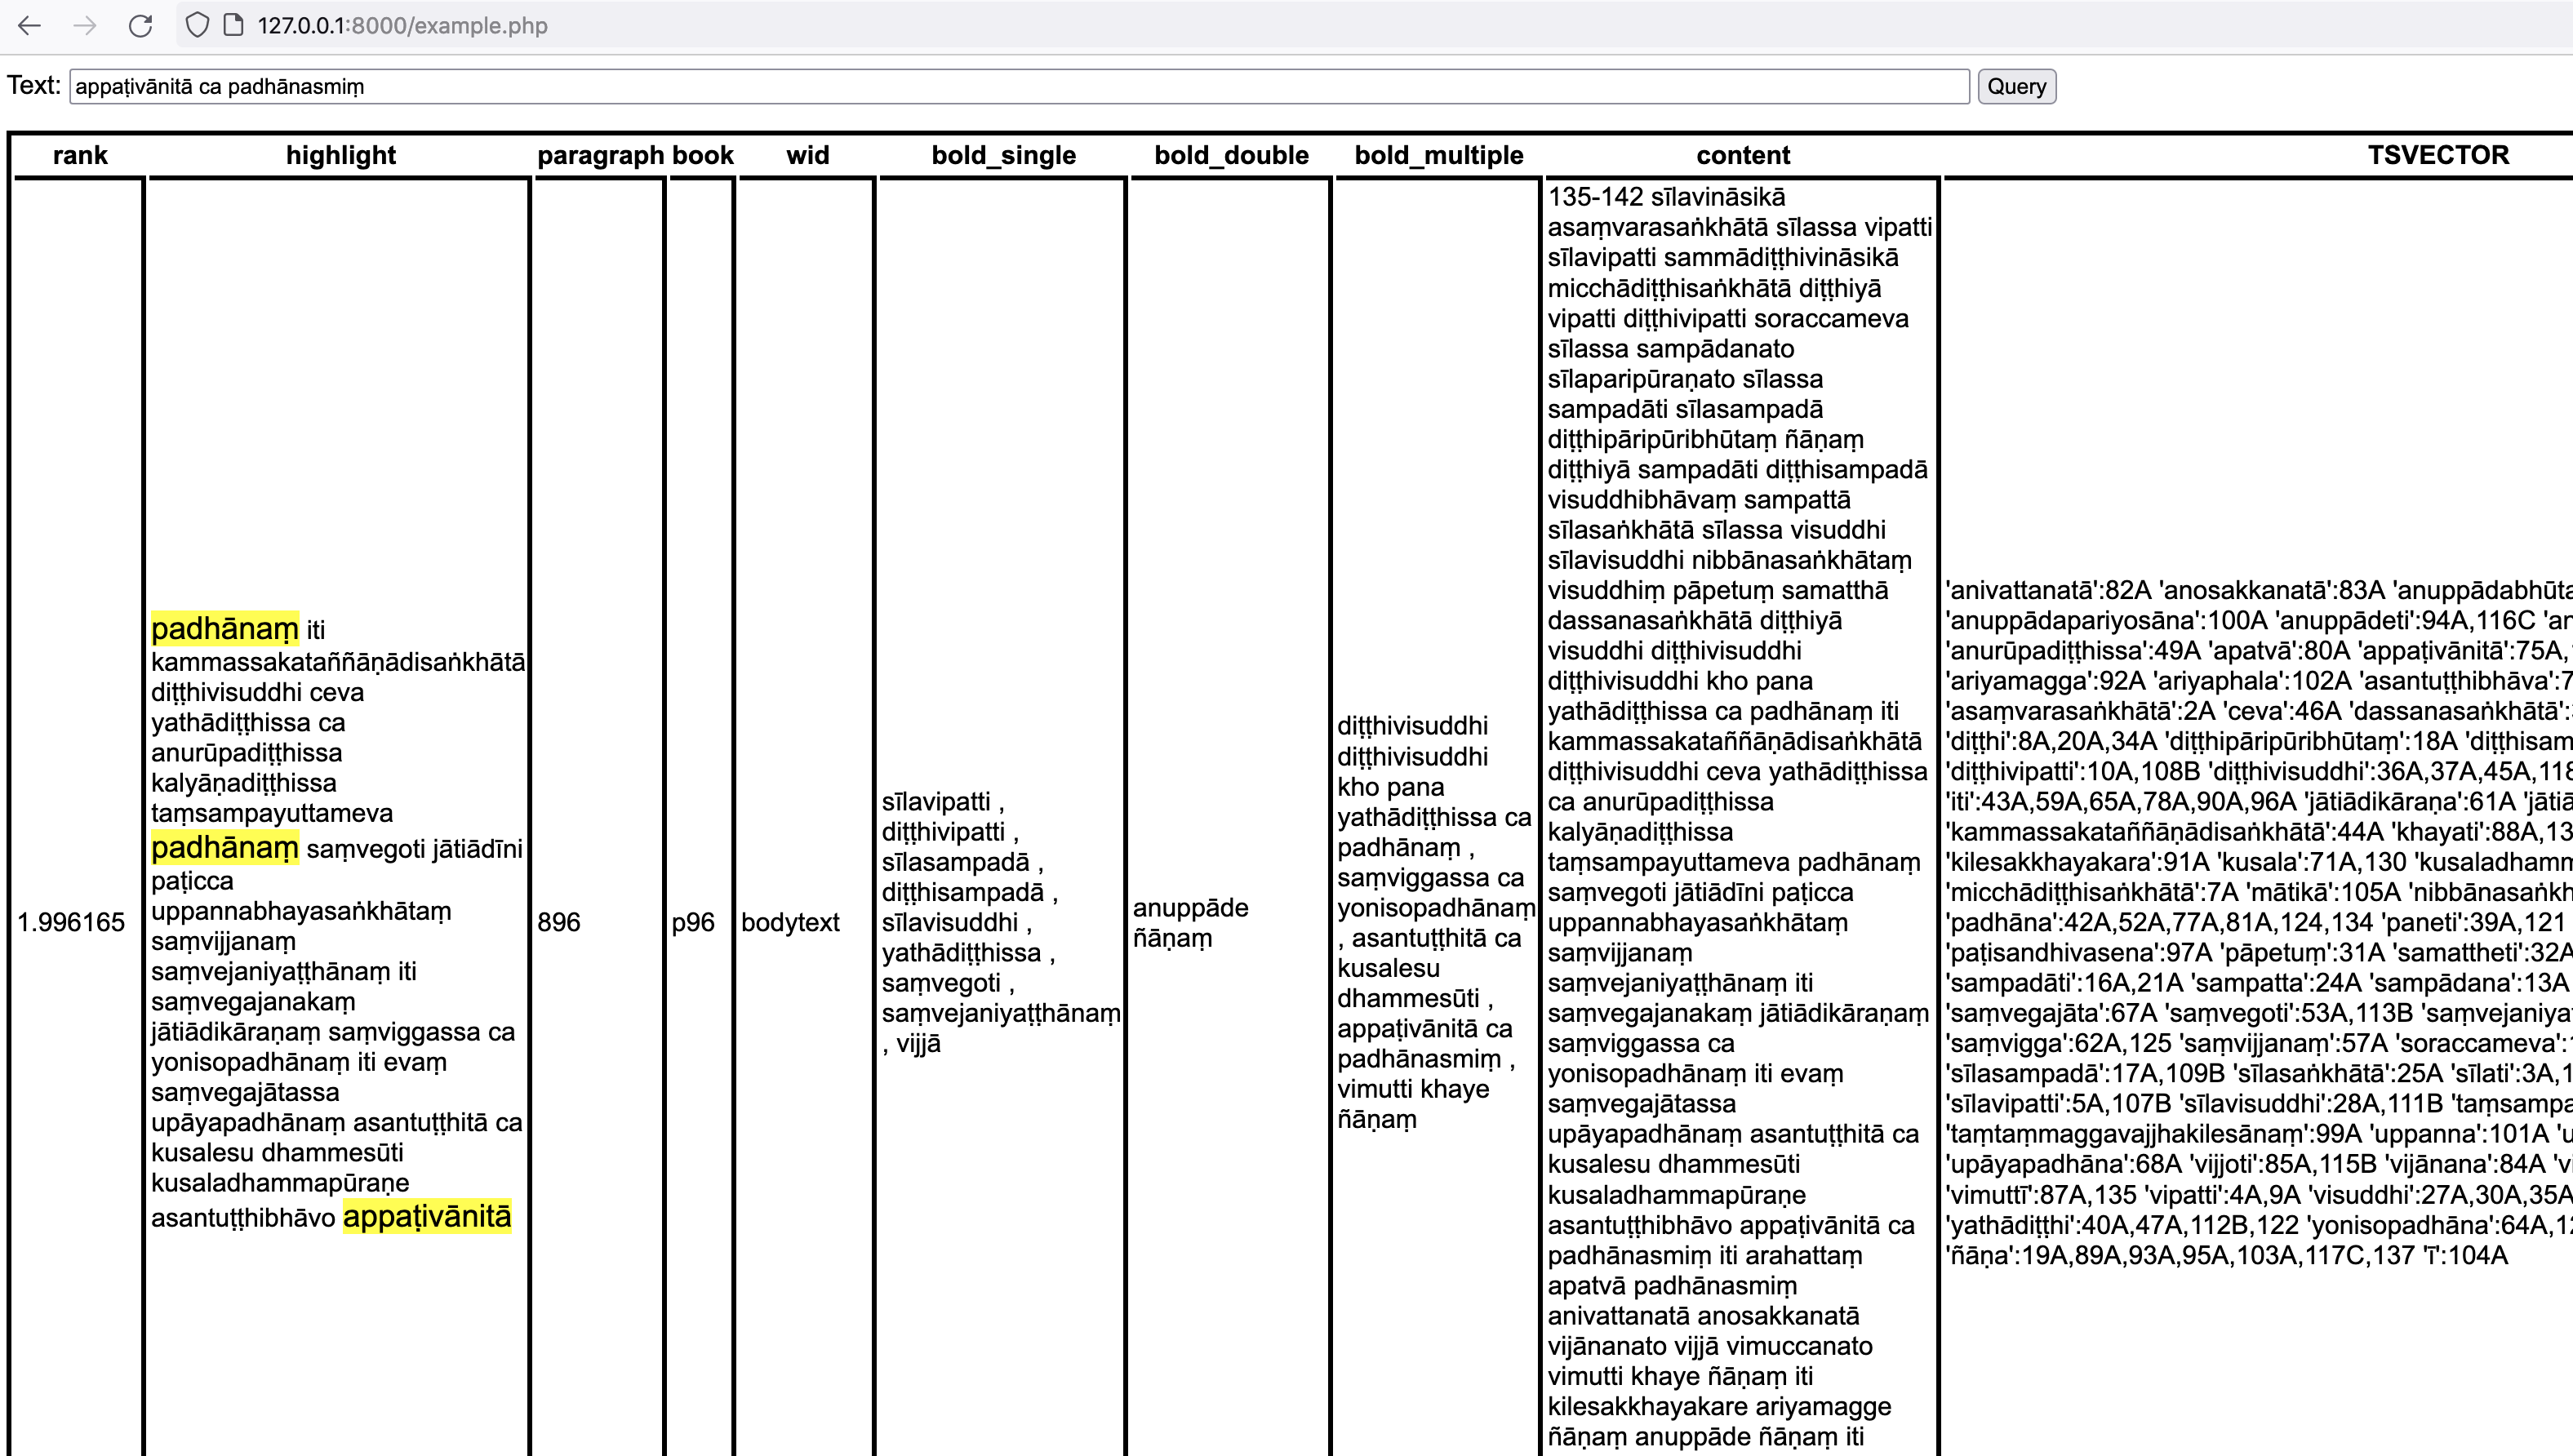 127.0.0.1:8000/example.php
Text: appaṭivānitā ca padhānasmiṃ Query
rank highlight paragraph book wid bold_single bold_double bold_multiple content TSVECTOR
1.996165
padhānaṃ iti
kammassakataññāṇādisaṅkhātā
diṭṭhivisuddhi ceva
yathādiṭṭhissa ca
anurūpadiṭṭhissa
kalyāṇadiṭṭhissa
taṃsampayuttameva
padhānaṃ saṃvegoti jātiādīni
paṭicca
uppannabhayasaṅkhātaṃ
saṃvijjanaṃ
saṃvejaniyaṭṭhānaṃ iti
saṃvegajanakaṃ
jātiādikāraṇaṃ saṃviggassa ca
yonisopadhānaṃ iti evaṃ
saṃvegajātassa
upāyapadhānaṃ asantuṭṭhitā ca
kusalesu dhammesūti
kusaladhammapūraṇe
asantuṭṭhibhāvo appaṭivānitā
896
p96
bodytext
sīlavipatti ,
diṭṭhivipatti ,
sīlasampadā ,
diṭṭhisampadā ,
sīlavisuddhi ,
yathādiṭṭhissa ,
saṃvegoti ,
saṃvejaniyaṭṭhānaṃ
, vijjā
anuppāde
ñāṇaṃ
diṭṭhivisuddhi
diṭṭhivisuddhi
kho pana
yathādiṭṭhissa ca
padhānaṃ ,
saṃviggassa ca
yonisopadhānaṃ
, asantuṭṭhitā ca
kusalesu
dhammesūti ,
appaṭivānitā ca
padhānasmiṃ ,
vimutti khaye
ñāṇaṃ
135-142 sīlavināsikā
asaṃvarasaṅkhātā sīlassa vipatti
sīlavipatti sammādiṭṭhivināsikā
micchādiṭṭhisaṅkhātā diṭṭhiyā
vipatti diṭṭhivipatti soraccameva
sīlassa sampādanato
sīlaparipūraṇato sīlassa
sampadāti sīlasampadā
diṭṭhipāripūribhūtaṃ ñāṇaṃ
diṭṭhiyā sampadāti diṭṭhisampadā
visuddhibhāvaṃ sampattā
sīlasaṅkhātā sīlassa visuddhi
sīlavisuddhi nibbānasaṅkhātaṃ
visuddhiṃ pāpetuṃ samatthā
dassanasaṅkhātā diṭṭhiyā
visuddhi diṭṭhivisuddhi
diṭṭhivisuddhi kho pana
yathādiṭṭhissa ca padhānaṃ iti
kammassakataññāṇādisaṅkhātā
diṭṭhivisuddhi ceva yathādiṭṭhissa
ca anurūpadiṭṭhissa
kalyāṇadiṭṭhissa
taṃsampayuttameva padhānaṃ
saṃvegoti jātiādīni paṭicca
uppannabhayasaṅkhātaṃ
saṃvijjanaṃ
saṃvejaniyaṭṭhānaṃ iti
saṃvegajanakaṃ jātiādikāraṇaṃ
saṃviggassa ca
yonisopadhānaṃ iti evaṃ
saṃvegajātassa
upāyapadhānaṃ asantuṭṭhitā ca
kusalesu dhammesūti
kusaladhammapūraṇe
asantuṭṭhibhāvo appaṭivānitā ca
padhānasmiṃ iti arahattaṃ
apatvā padhānasmiṃ
anivattanatā anosakkanatā
vijānanato vijjā vimuccanato
vimutti khaye ñāṇaṃ iti
kilesakkhayakare ariyamagge
ñāṇaṃ anuppāde ñāṇaṃ iti
'anivattanatā':82A 'anosakkanatā':83A 'anuppādabhūta
'anuppādapariyosāna':100A 'anuppādeti':94A,116C 'an
'anurūpadiṭṭhissa':49A 'apatvā':80A 'appaṭivānitā':75A,
'ariyamagga':92A 'ariyaphala':102A 'asantuṭṭhibhāva':7
'asaṃvarasaṅkhātā':2A 'ceva':46A 'dassanasaṅkhātā':
'diṭṭhi':8A,20A,34A 'diṭṭhipāripūribhūtaṃ':18A 'diṭṭhisam
'diṭṭhivipatti':10A,108B 'diṭṭhivisuddhi':36A,37A,45A,118
'iti':43A,59A,65A,78A,90A,96A 'jātiādikāraṇa':61A 'jātiā
'kammassakataññāṇādisaṅkhātā':44A 'khayati':88A,13
'kilesakkhayakara':91A 'kusala':71A,130 'kusaladhamm
'micchādiṭṭhisaṅkhātā':7A 'mātikā':105A 'nibbānasaṅkh
'padhāna':42A,52A,77A,81A,124,134 'paneti':39A,121
'paṭisandhivasena':97A 'pāpetuṃ':31A 'samattheti':32A
'sampadāti':16A,21A 'sampatta':24A 'sampādana':13A
'saṃvegajāta':67A 'saṃvegoti':53A,113B 'saṃvejaniya
'saṃvigga':62A,125 'saṃvijjanaṃ':57A 'soraccameva':
'sīlasampadā':17A,109B 'sīlasaṅkhātā':25A 'sīlati':3A,1
'sīlavipatti':5A,107B 'sīlavisuddhi':28A,111B 'taṃsampa
'taṃtaṃmaggavajjhakilesānaṃ':99A 'uppanna':101A 'u
'upāyapadhāna':68A 'vijjoti':85A,115B 'vijānana':84A 'vi
'vimuttī':87A,135 'vipatti':4A,9A 'visuddhi':27A,30A,35A
'yathādiṭṭhi':40A,47A,112B,122 'yonisopadhāna':64A,12
'ñāṇa':19A,89A,93A,95A,103A,117C,137 'ī':104A